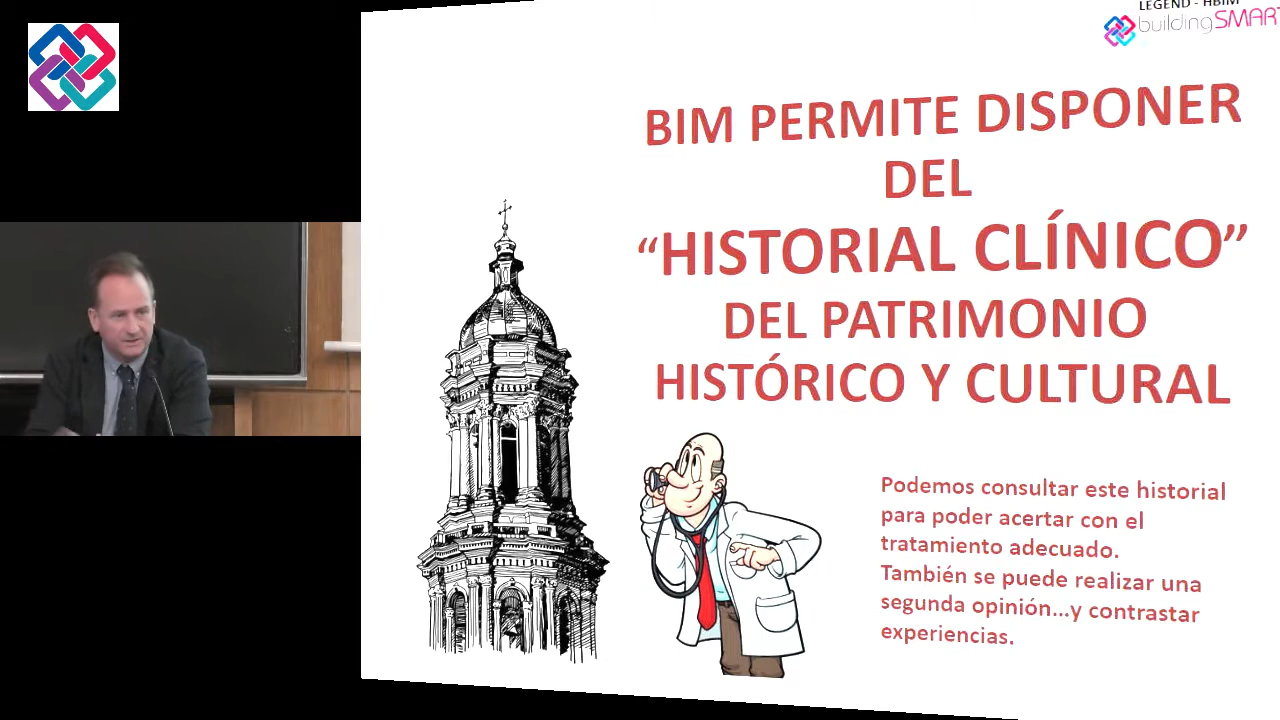 LEGEND - HBIM
buildingSMART
BIM PERMITE DISPONER
DEL
“HISTORIAL CLÍNICO”
DEL PATRIMONIO
HISTÓRICO Y CULTURAL
Podemos consultar este historial
para poder acertar con el
tratamiento adecuado.
También se puede realizar una
segunda opinión...y contrastar
experiencias.